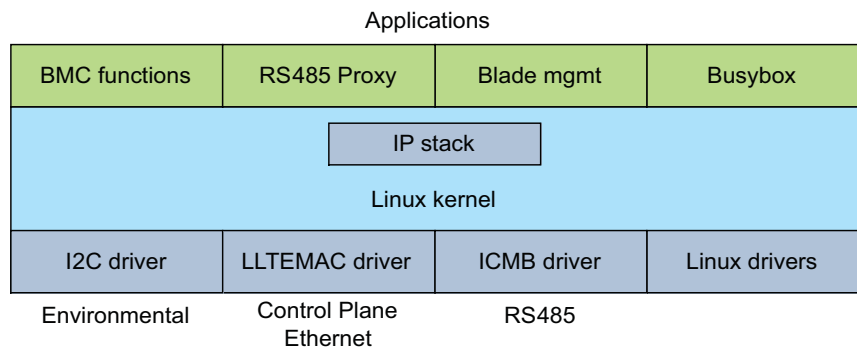 Applications
BMC functions
RS485 Proxy
Blade mgmt
Busybox
IP stack
Linux kernel
I2C driver
LLTEMAC driver
ICMB driver
Linux drivers
Environmental
Control Plane
Ethernet
RS485